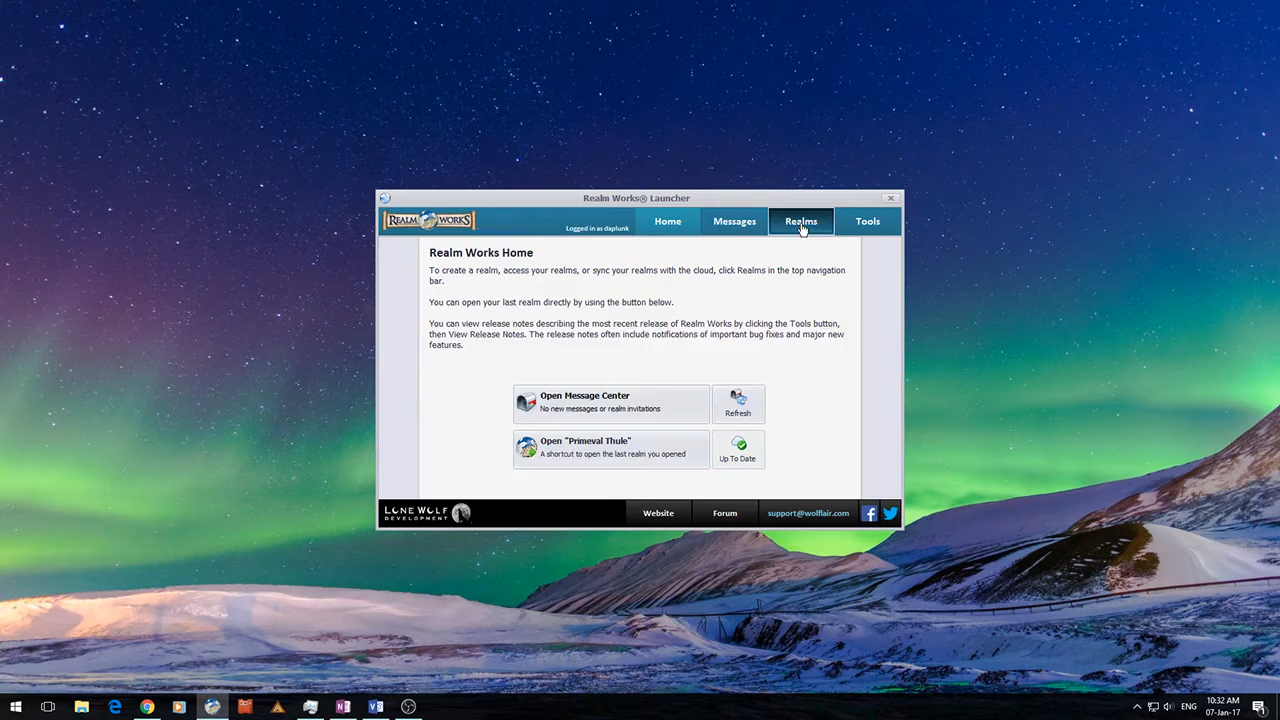 Realm Works® Launcher
REALM WORKS
Logged in as daplunk
Home
Messages
Realms
Tools
Realm Works Home
To create a realm, access your realms, or sync your realms with the cloud, click Realms in the top navigation
bar.
You can open your last realm directly by using the button below.
You can view release notes describing the most recent release of Realm Works by clicking the Tools button,
then View Release Notes. The release notes often include notifications of important bug fixes and major new
features.
Open Message Center
No new messages or realm invitations
Refresh
Open "Primeval Thule"
A shortcut to open the last realm you opened
Up To Date
LONE WOLF
DEVELOPMENT
Website
Forum
support@wolflair.com
ENG
10:32 AM
07-Jan-17